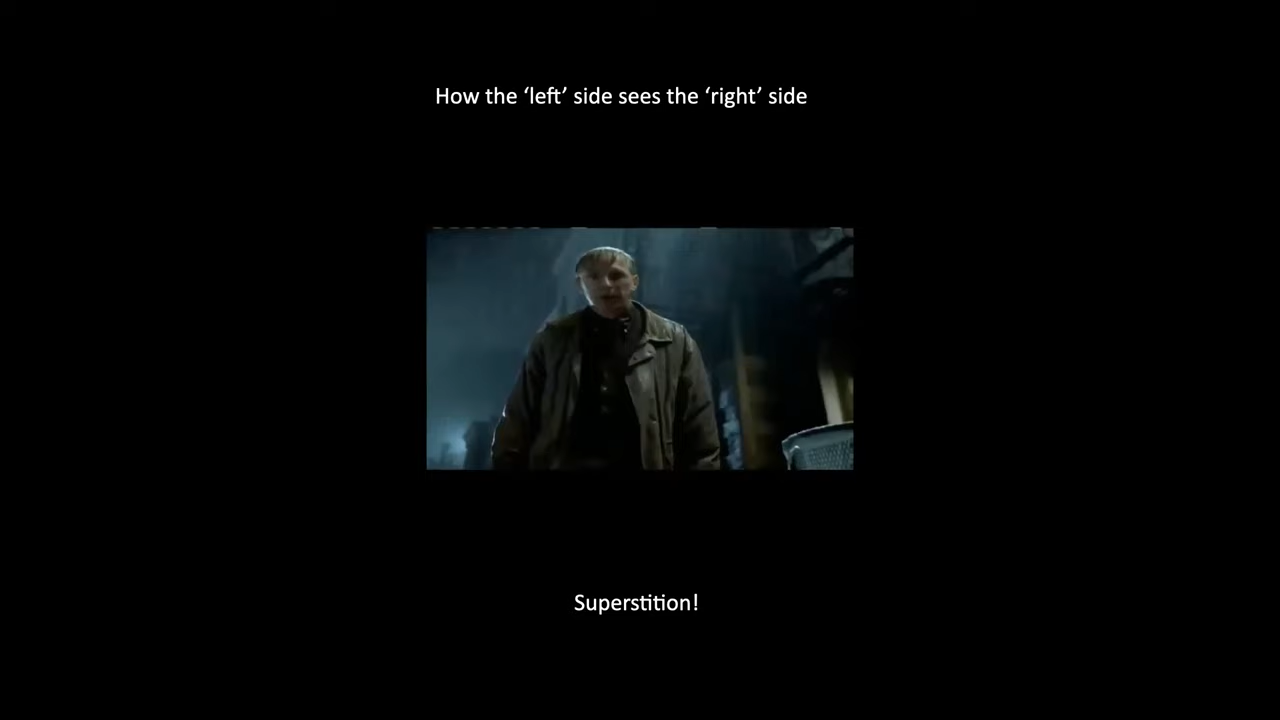 How the ‘left’ side sees the ‘right’ side
Superstition!